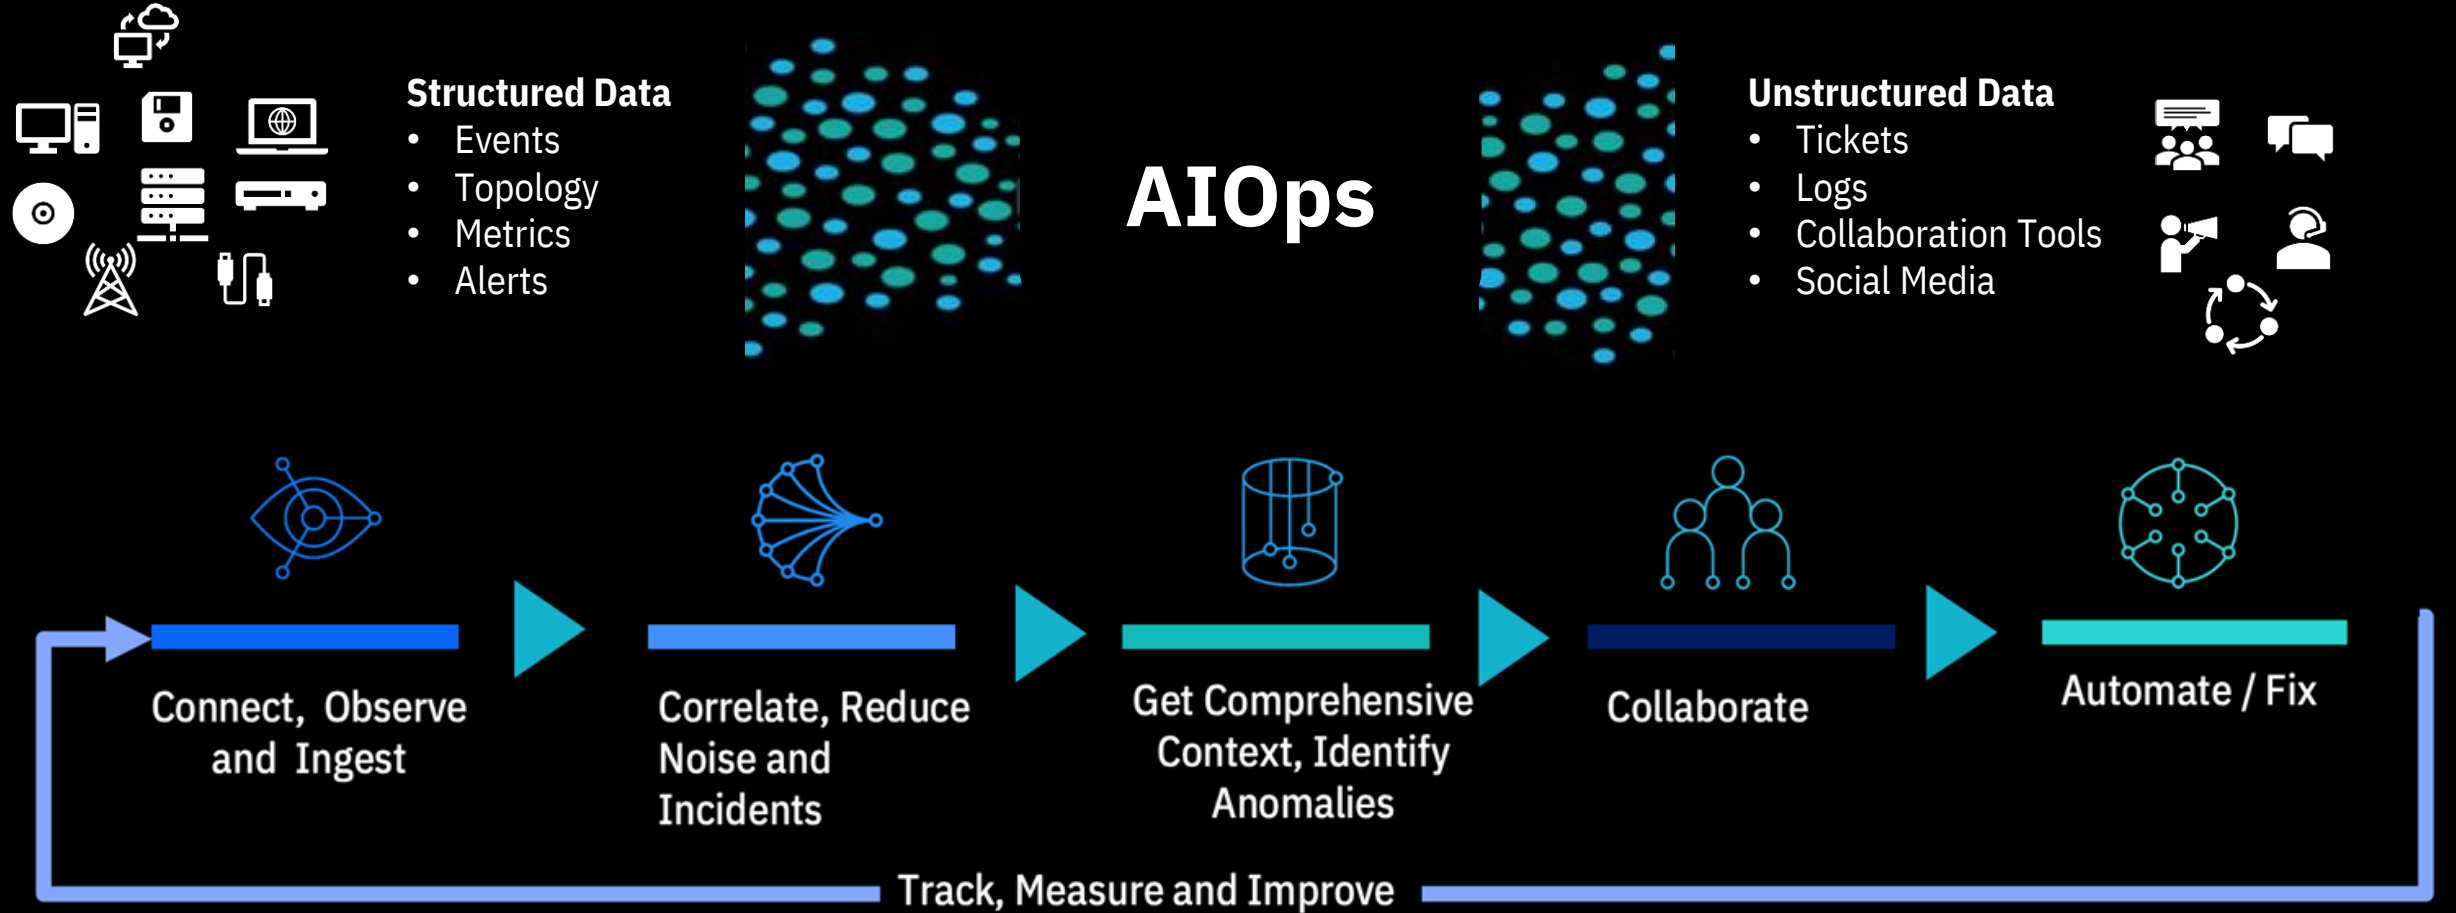 Structured Data
• Events
• Topology
• Metrics
• Alerts
AIOps
Unstructured Data
• Tickets
• Logs
• Collaboration Tools
• Social Media
Connect, Observe
and Ingest
Correlate, Reduce
Noise and
Incidents
Get Comprehensive
Context, Identify
Anomalies
Collaborate
Automate / Fix
Track, Measure and Improve